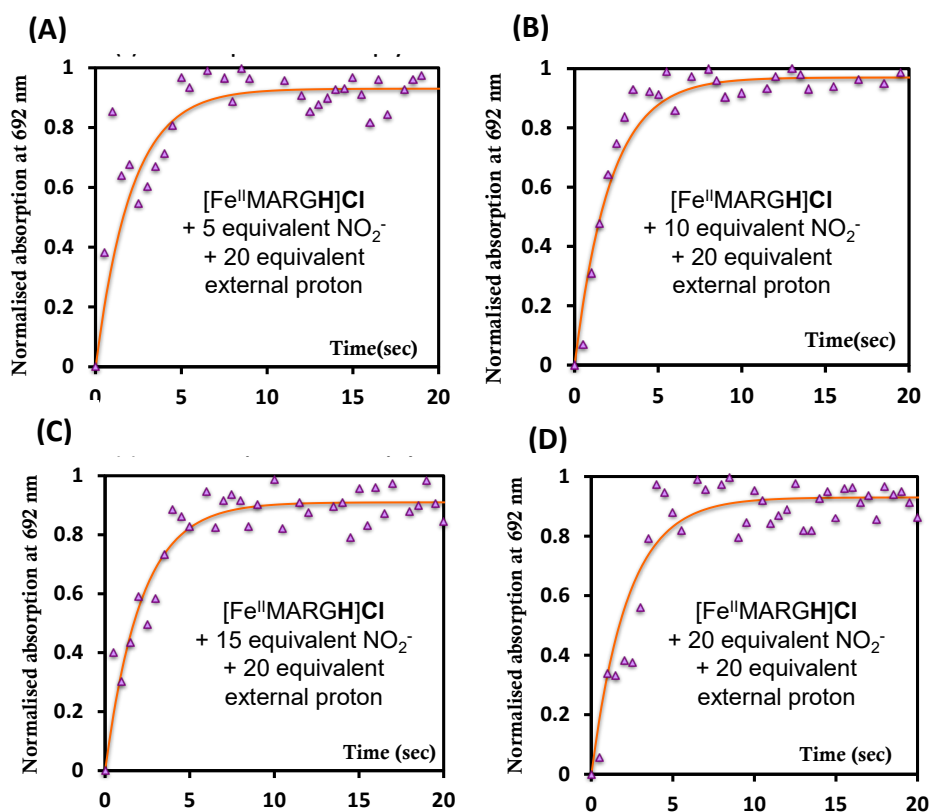 (A)
Normalised absorption at 692 nm
1
0.8
0.6
0.4
0.2
0
[FeᴵᴵMARGH]Cl
+ 5 equivalent NO₂⁻
+ 20 equivalent
external proton
Time(sec)
0
5
10
15
20
(B)
Normalised absorption at 692 nm
1
0.8
0.6
0.4
0.2
0
[FeᴵᴵMARGH]Cl
+ 10 equivalent NO₂⁻
+ 20 equivalent
external proton
Time(sec)
0
5
10
15
20
(C)
Normalised absorption at 692 nm
1
0.8
0.6
0.4
0.2
0
[FeᴵᴵMARGH]Cl
+ 15 equivalent NO₂⁻
+ 20 equivalent
external proton
Time (sec)
0
5
10
15
20
(D)
Normalised absorption at 692 nm
1
0.8
0.6
0.4
0.2
0
[FeᴵᴵMARGH]Cl
+ 20 equivalent NO₂⁻
+ 20 equivalent
external proton
Time (sec)
0
5
10
15
20